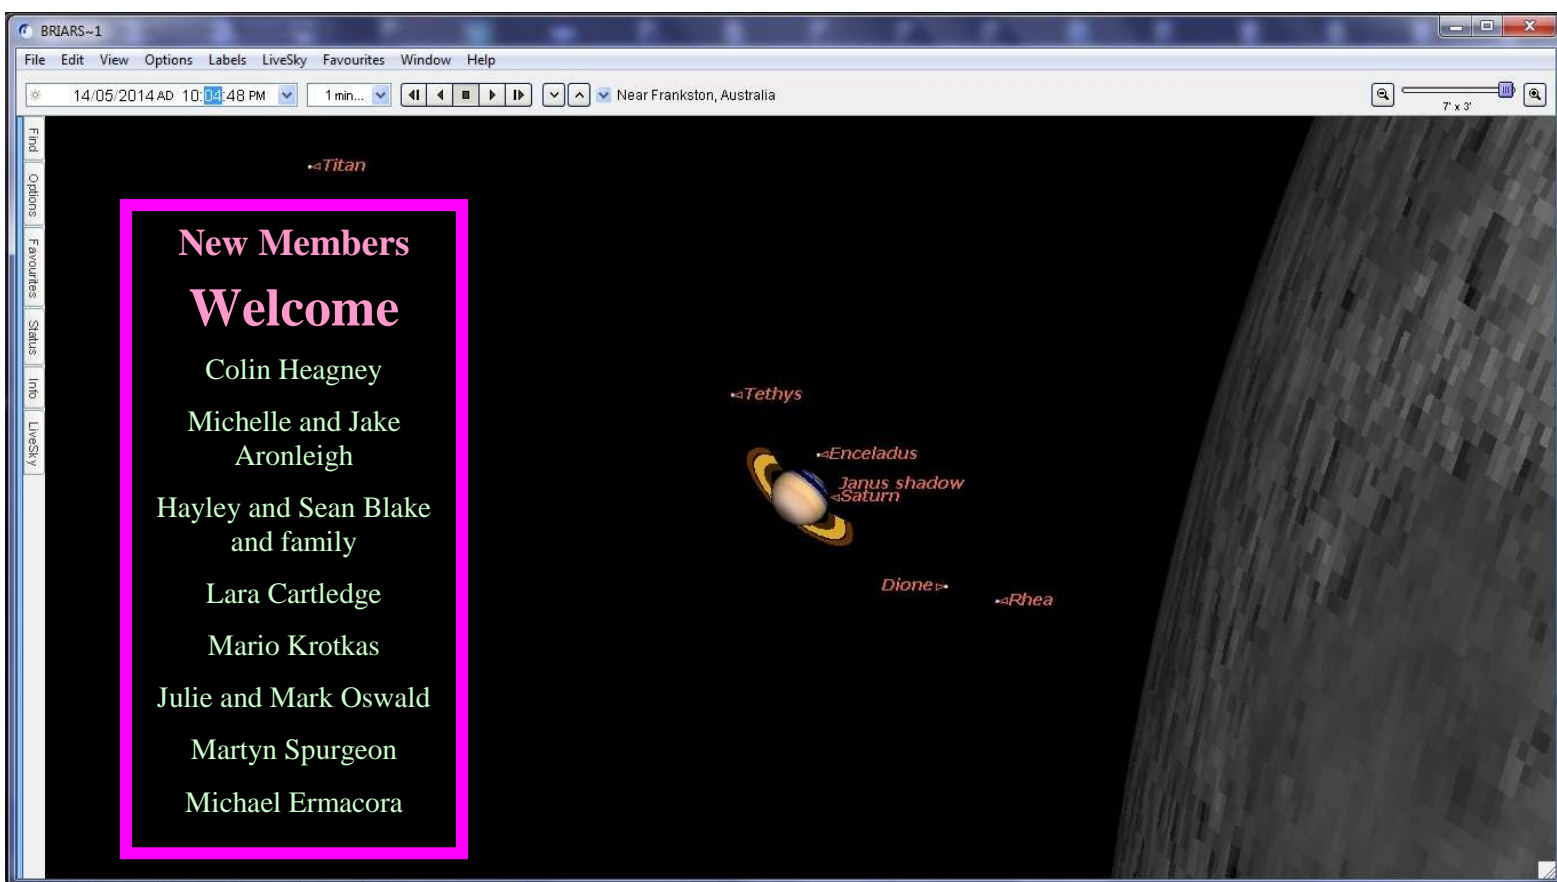 BRIARS~1
File Edit View Options Labels LiveSky Favourites Window Help
14/05/2014 AD 10:04:48 PM 1 min... Near Frankston, Australia 7' x 3'
Find
Options
Favourites
Status
Info
LiveSky
Titan
New Members
Welcome
Colin Heagney
Michelle and Jake
Aronleigh
Hayley and Sean Blake
and family
Lara Cartledge
Mario Krotkas
Julie and Mark Oswald
Martyn Spurgeon
Michael Ermacora
Tethys
Enceladus
Janus shadow
Saturn
Dione
Rhea